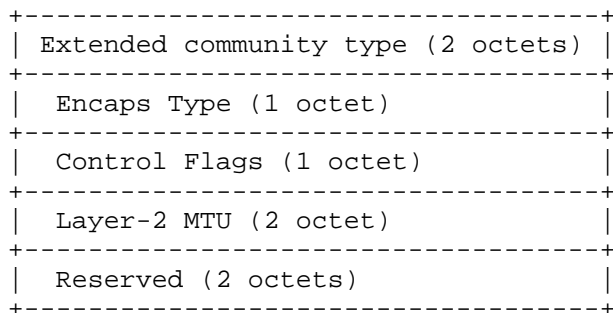 +------------------------------------+
| Extended community type (2 octets) |
+------------------------------------+
|  Encaps Type (1 octet)             |
+------------------------------------+
|  Control Flags (1 octet)           |
+------------------------------------+
|  Layer-2 MTU (2 octet)             |
+------------------------------------+
|  Reserved (2 octets)               |
+------------------------------------+